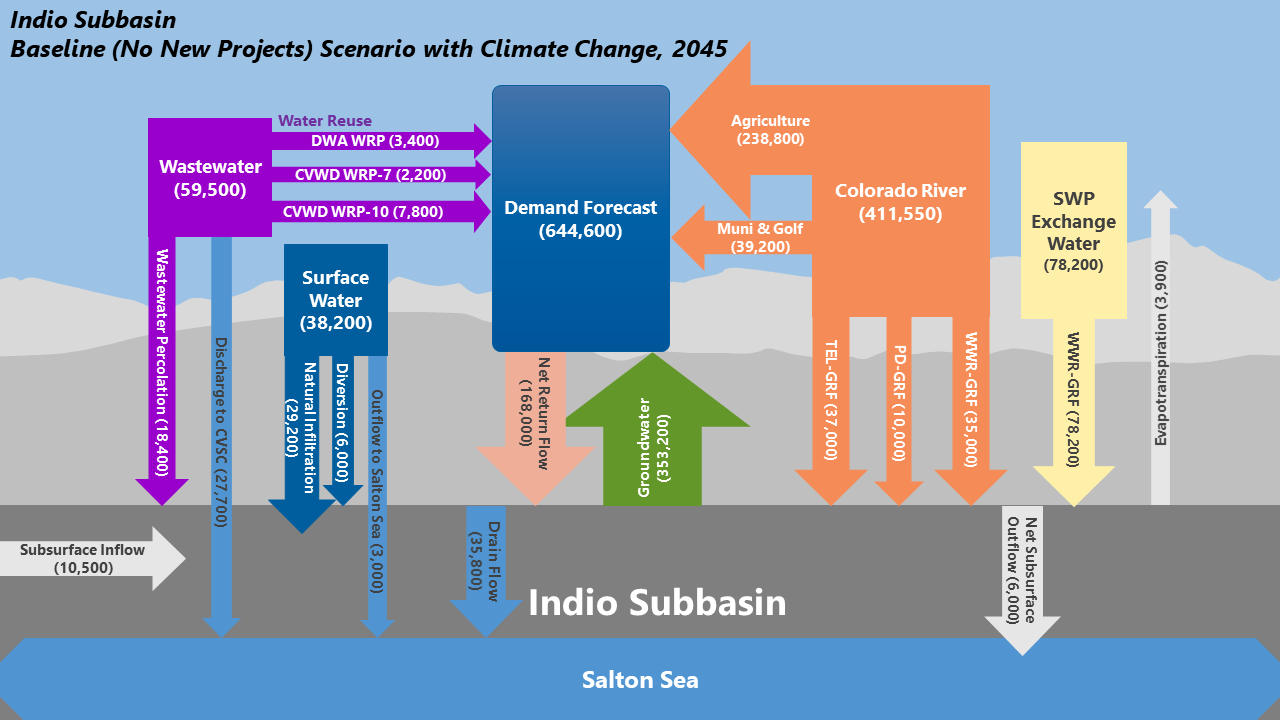 Indio Subbasin
Baseline (No New Projects) Scenario with Climate Change, 2045
Water Reuse
DWA WRP (3,400)
Wastewater
(59,500)
CVWD WRP-7 (2,200)
CVWD WRP-10 (7,800)
Demand Forecast
(644,600)
Agriculture
(238,800)
Colorado River
(411,550)
Muni & Golf
(39,200)
SWP
Exchange
Water
(78,200)
Surface
Water
(38,200)
Wastewater Percolation (18,400)
Discharge to CVSC (27,700)
Natural Infiltration
(29,200)
Diversion (6,000)
Outflow to Salton Sea (3,000)
Net Return Flow
(168,000)
Groundwater
(353,200)
TEL-GRF (37,000)
PD-GRF (10,000)
WWR-GRF (35,000)
WWR-GRF (78,200)
Evapotranspiration (3,900)
Subsurface Inflow
(10,500)
Drain Flow
(35,800)
Indio Subbasin
Net Subsurface
Outflow (6,000)
Salton Sea